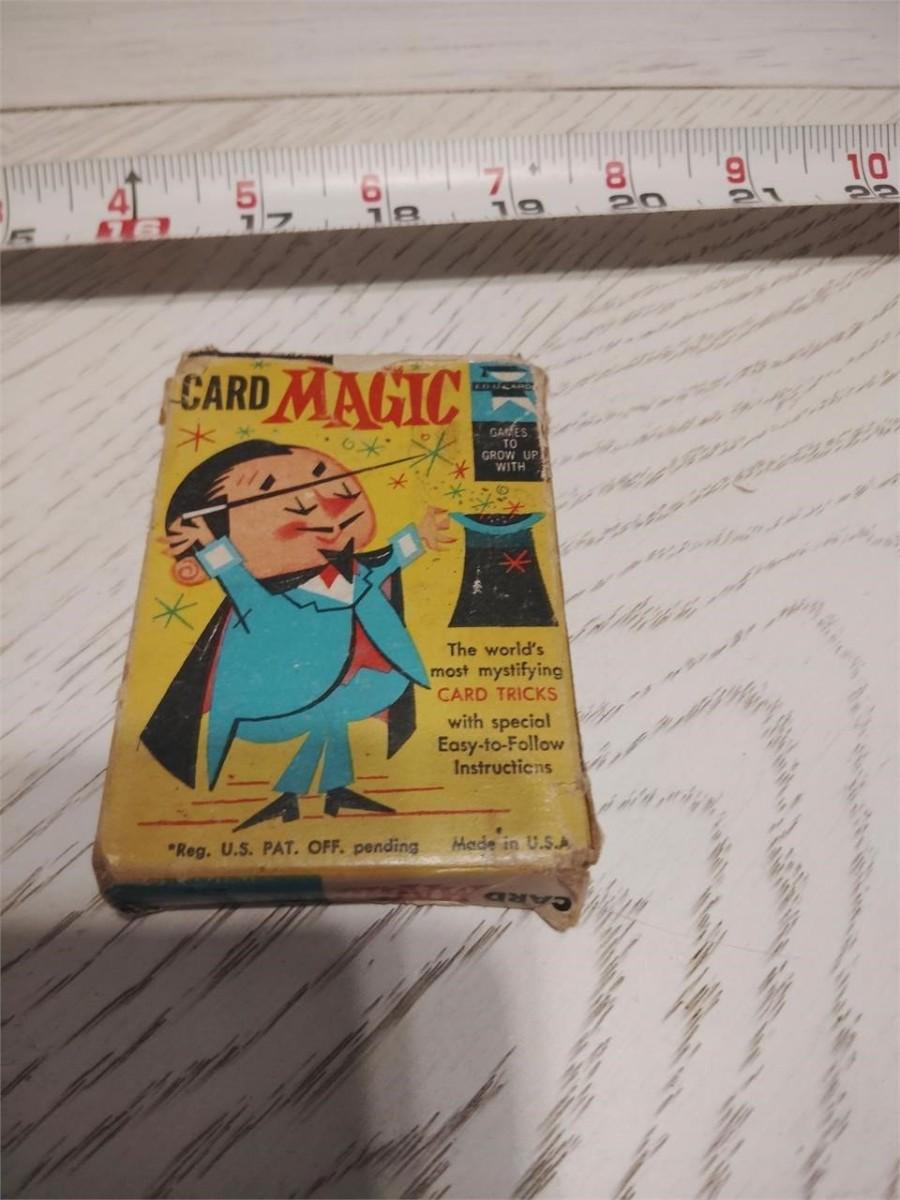 4 5 6 7 8 9 10
5 16 17 18 19 20 21 22
CARD MAGIC
ED-U-CARDS
GAMES
TO
GROW UP
WITH
The world's
most mystifying
CARD TRICKS
with special
Easy-to-Follow
Instructions
*Reg. U.S. PAT. OFF. pending Made in U.S.A.
CARD